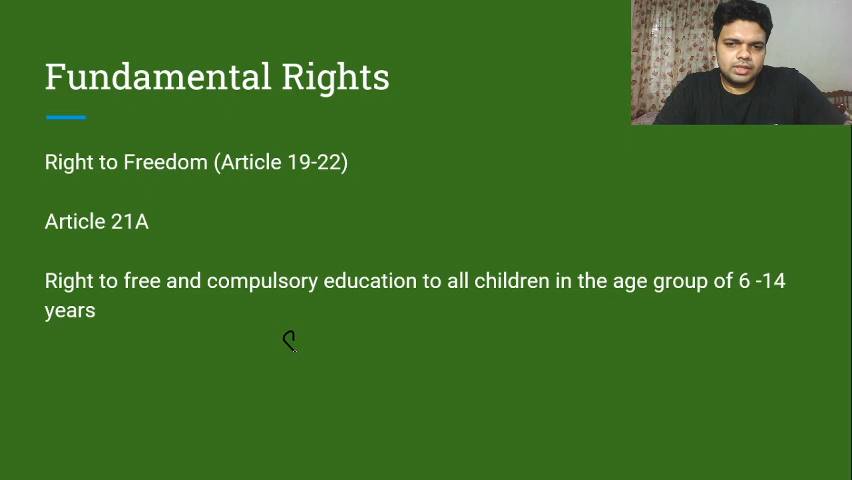 Fundamental Rights
Right to Freedom (Article 19-22)
Article 21A
Right to free and compulsory education to all children in the age group of 6 -14
years